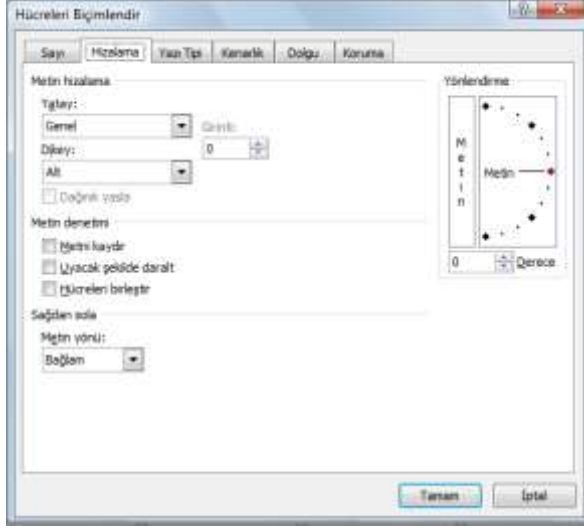 Hücreleri Biçimlendir
Sayı Hizalama Yazı Tipi Kenarlık Dolgu Koruma
Metin hizalama
Yatay:
Genel
Girinti:
0
Dikey:
Alt
Dağınık yasla
Metin denetimi
Metni kaydır
Uyacak şekilde daralt
Hücreleri birleştir
Sağdan sola
Metin yönü:
Bağlam
Yönlendirme
Metin
Metin
0 Derece
Tamam İptal